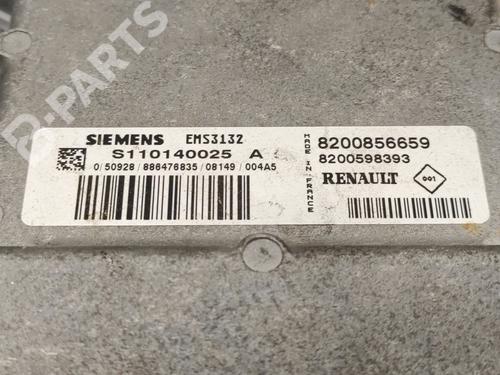 B-PARTS
SIEMENS EMS3132
S110140025 A
0/50928/886476835/08149/004A5
MADE IN FRANCE
8200856659
8200598393
RENAULT
001